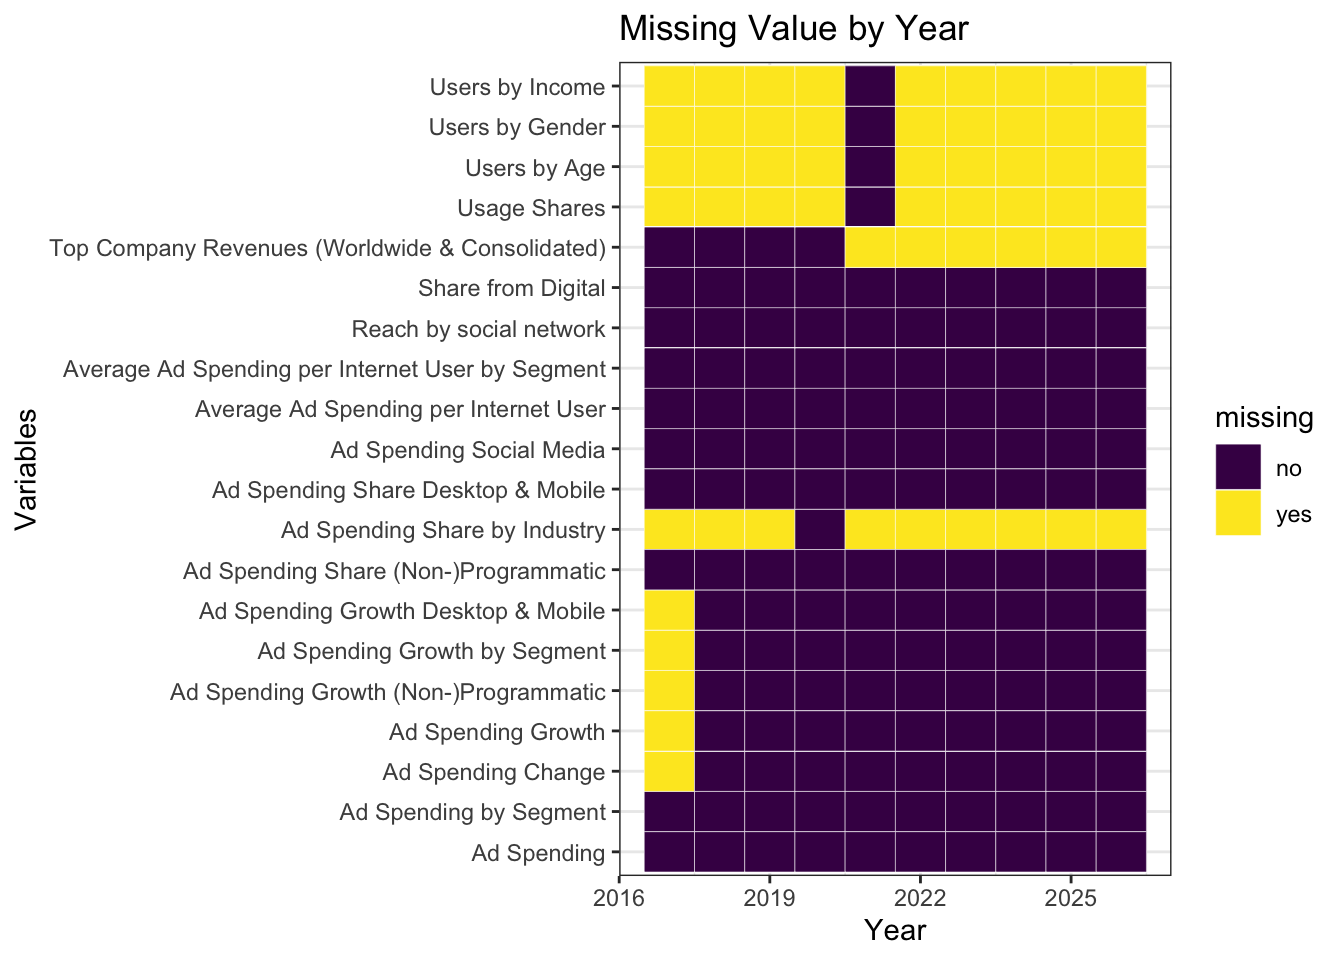 Missing Value by Year
Users by Income
Users by Gender
Users by Age
Usage Shares
Top Company Revenues (Worldwide & Consolidated)
Share from Digital
Reach by social network
Average Ad Spending per Internet User by Segment
Average Ad Spending per Internet User
Ad Spending Social Media
Ad Spending Share Desktop & Mobile
Ad Spending Share by Industry
Ad Spending Share (Non-)Programmatic
Ad Spending Growth Desktop & Mobile
Ad Spending Growth by Segment
Ad Spending Growth (Non-)Programmatic
Ad Spending Growth
Ad Spending Change
Ad Spending by Segment
Ad Spending
Variables
2016 2019 2022 2025
Year
missing
no
yes